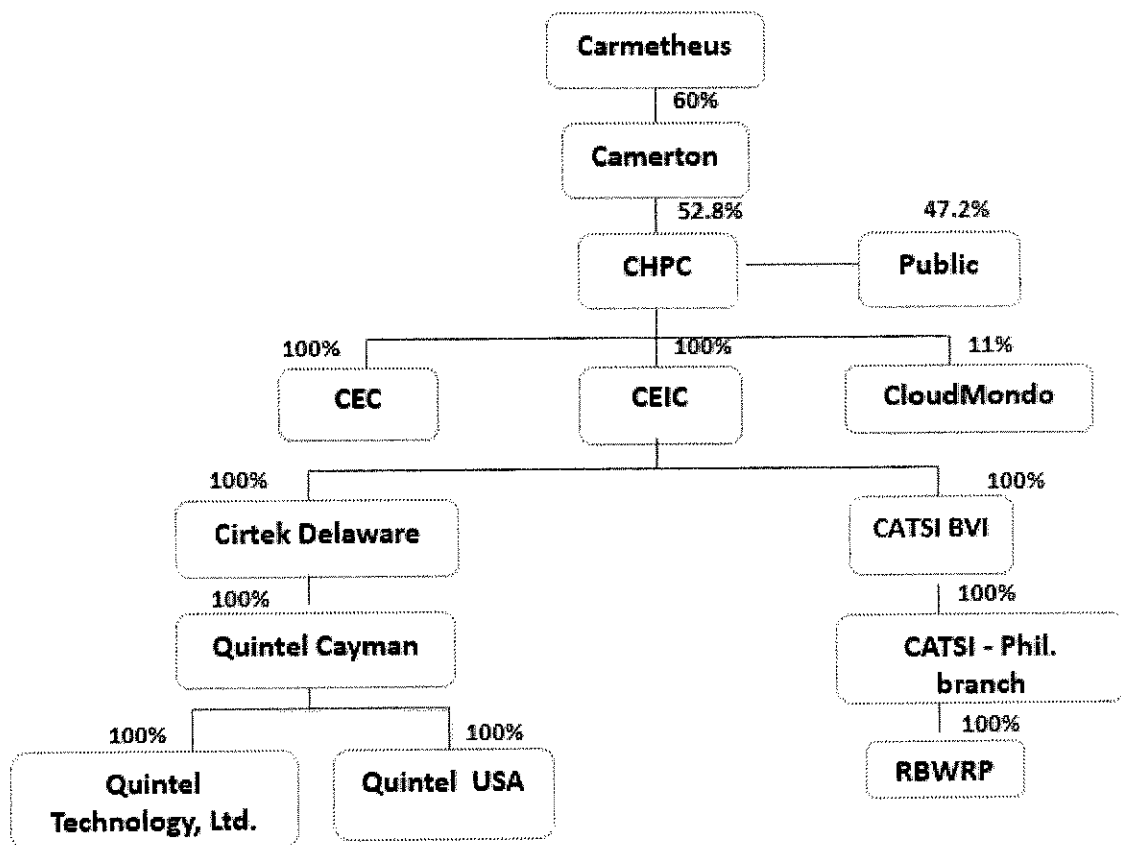 Carmetheus
60%
Camerton
52.8%
47.2%
CHPC
Public
100%
100%
11%
CEC
CEIC
CloudMondo
100%
100%
Cirtek Delaware
CATSI BVI
100%
100%
Quintel Cayman
CATSI - Phil.
branch
100%
100%
100%
Quintel
Technology, Ltd.
Quintel USA
RBWRP